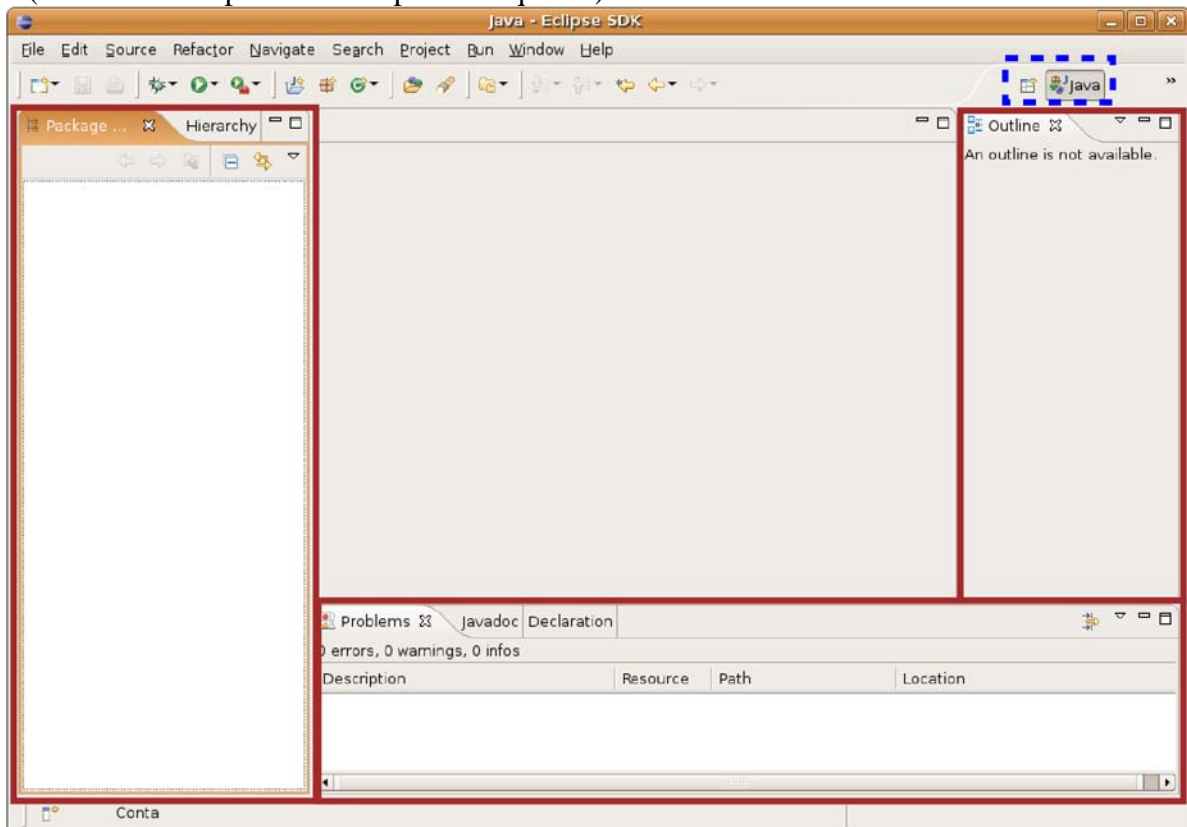 Java - Eclipse SDK
File Edit Source Refactor Navigate Search Project Run Window Help
Java »
Package ... Hierarchy
Outline
An outline is not available.
Problems Javadoc Declaration
0 errors, 0 warnings, 0 infos
Description Resource Path Location
Conta